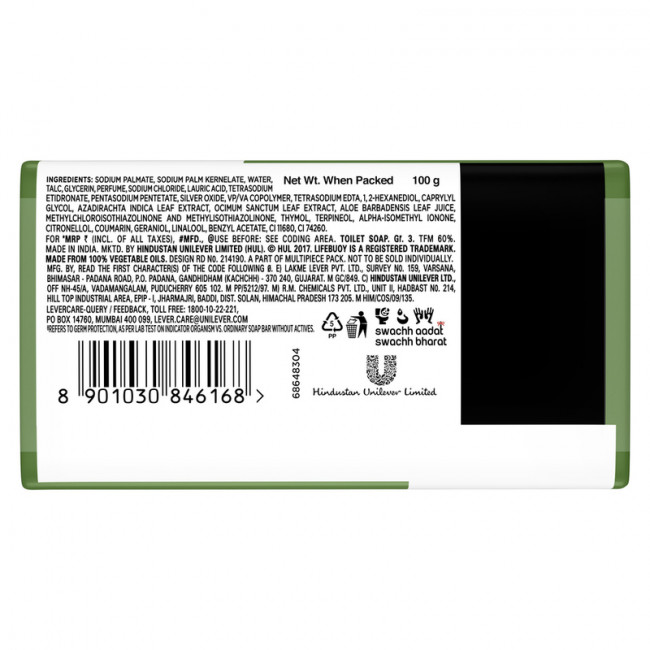 INGREDIENTS: SODIUM PALMATE, SODIUM PALM KERNELATE, WATER,
TALC, GLYCERIN, PERFUME, SODIUM CHLORIDE, LAURIC ACID, TETRASODIUM
Net Wt. When Packed 100 g
ETIDRONATE, PENTASODIUM PENTETATE, SILVER OXIDE, VP/VA COPOLYMER, TETRASODIUM EDTA, 1, 2-HEXANEDIOL, CAPRYLYL
GLYCOL, AZADIRACHTA INDICA LEAF EXTRACT, OCIMUM SANCTUM LEAF EXTRACT, ALOE BARBADENSIS LEAF JUICE,
METHYLCHLOROISOTHIAZOLINONE AND METHYLISOTHIAZOLINONE, THYMOL, TERPINEOL, ALPHA-ISOMETHYL IONONE,
CITRONELLOL, COUMARIN, GERANIOL, LINALOOL, BENZYL ACETATE, CI 11680, CI 74260.
FOR *MRP ₹ (INCL. OF ALL TAXES), #MFD., @USE BEFORE: SEE CODING AREA. TOILET SOAP. Gr. 3. TFM 60%.
MADE IN INDIA. MKTD. BY HINDUSTAN UNILEVER LIMITED (HUL). © HUL 2017. LIFEBUOY IS A REGISTERED TRADEMARK.
MADE FROM 100% VEGETABLE OILS. DESIGN RD No. 214190. A PART OF MULTIPIECE PACK. NOT TO BE SOLD INDIVIDUALLY.
MFG. BY, READ THE FIRST CHARACTER(S) OF THE CODE FOLLOWING #. E) LAKME LEVER PVT. LTD., SURVEY No. 159, VARSANA,
BHIMASAR - PADANA ROAD, P.O. PADANA, GANDHIDHAM (KACHCHH) - 370 240, GUJARAT. M GC/849. C) HINDUSTAN UNILEVER LTD.,
OFF NH-45/A, VADAMANGALAM, PUDUCHERRY 605 102. M PP/5212/97. M) R.M. CHEMICALS PVT. LTD., UNIT II, HADBAST No. 214,
HILL TOP INDUSTRIAL AREA, EPIP - I, JHARMAJRI, BADDI, DIST. SOLAN, HIMACHAL PRADESH 173 205. M HIM/COS/09/135.
LEVERCARE-QUERY / FEEDBACK, TOLL FREE: 1800-10-22-221,
PO BOX 14760, MUMBAI 400 099, LEVER.CARE@UNILEVER.COM
REFERS TO GERM PROTECTION, AS PER LAB TEST ON INDICATOR ORGANISM VS. ORDINARY SOAP BAR WITHOUT ACTIVES.
5
PP
swachh aadat
swachh bharat
8 901030 846168 >
68648304
Hindustan Unilever Limited